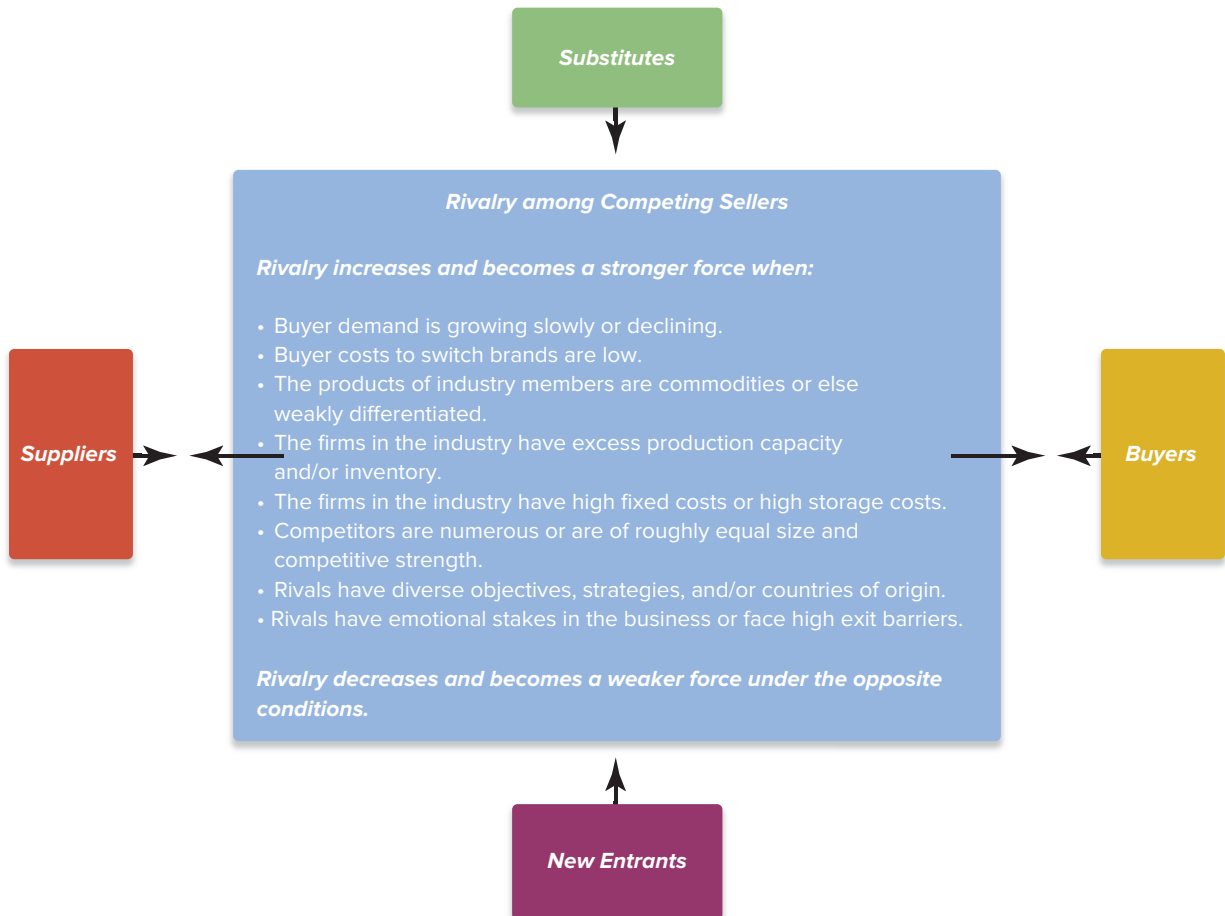 Substitutes
Rivalry among Competing Sellers
Rivalry increases and becomes a stronger force when:
• Buyer demand is growing slowly or declining.
• Buyer costs to switch brands are low.
• The products of industry members are commodities or else
weakly differentiated.
• The firms in the industry have excess production capacity
and/or inventory.
• The firms in the industry have high fixed costs or high storage costs.
• Competitors are numerous or are of roughly equal size and
competitive strength.
• Rivals have diverse objectives, strategies, and/or countries of origin.
• Rivals have emotional stakes in the business or face high exit barriers.
Rivalry decreases and becomes a weaker force under the opposite
conditions.
Suppliers
Buyers
New Entrants